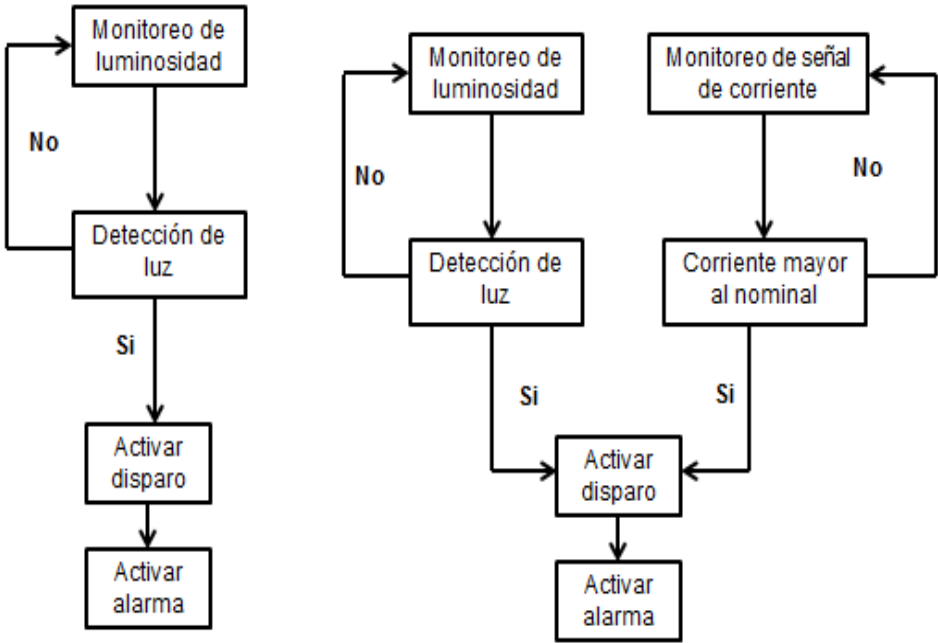 Monitoreo de
luminosidad
No
Detección de
luz
Si
Activar
disparo
Activar
alarma
Monitoreo de
luminosidad
No
Detección de
luz
Si
Monitoreo de señal
de corriente
No
Corriente mayor
al nominal
Si
Activar
disparo
Activar
alarma